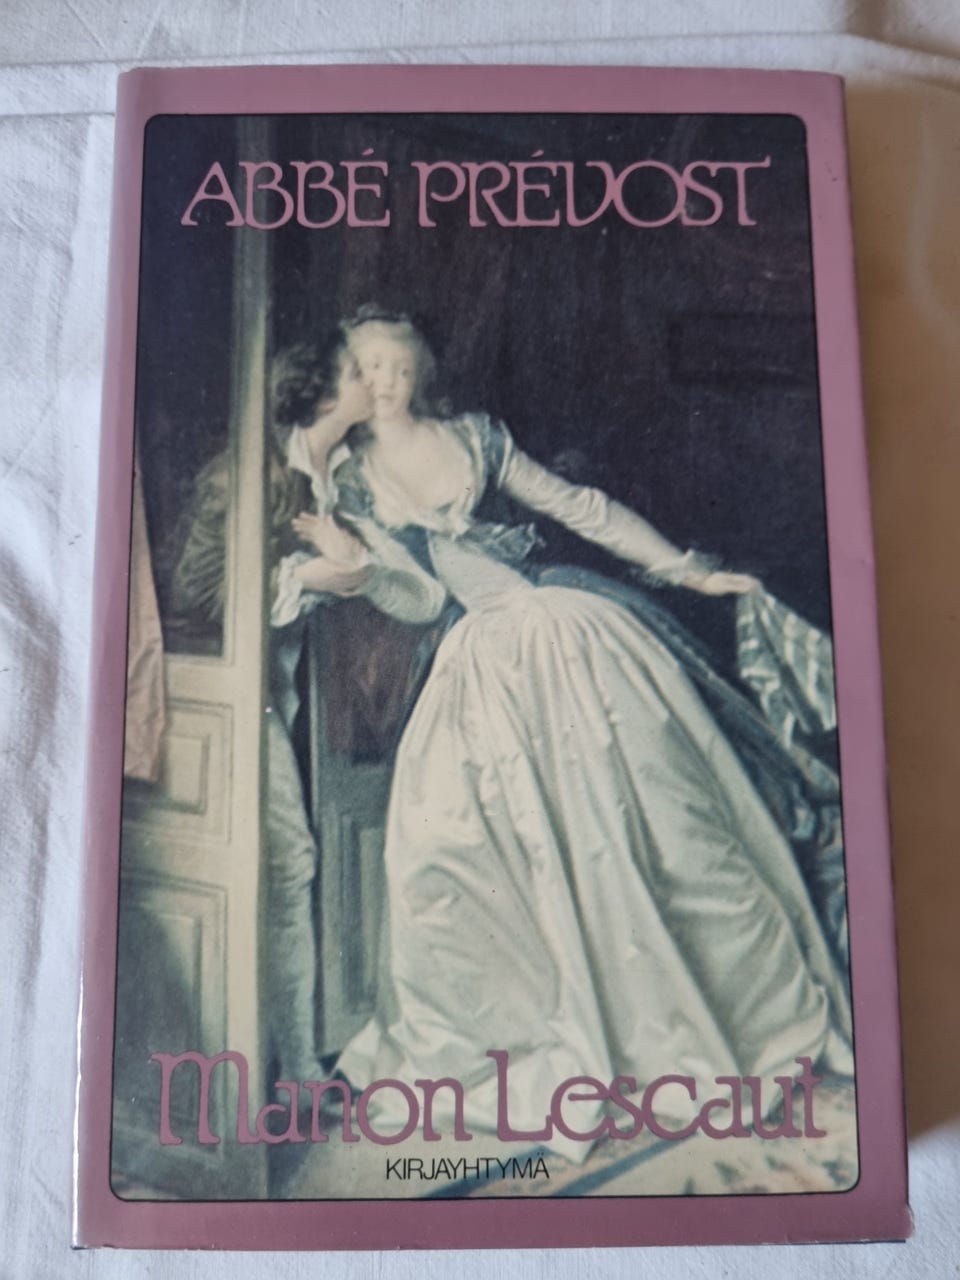 ABBÉ PRÉVOST
Manon Lescaut
KIRJAYHTYMÄ